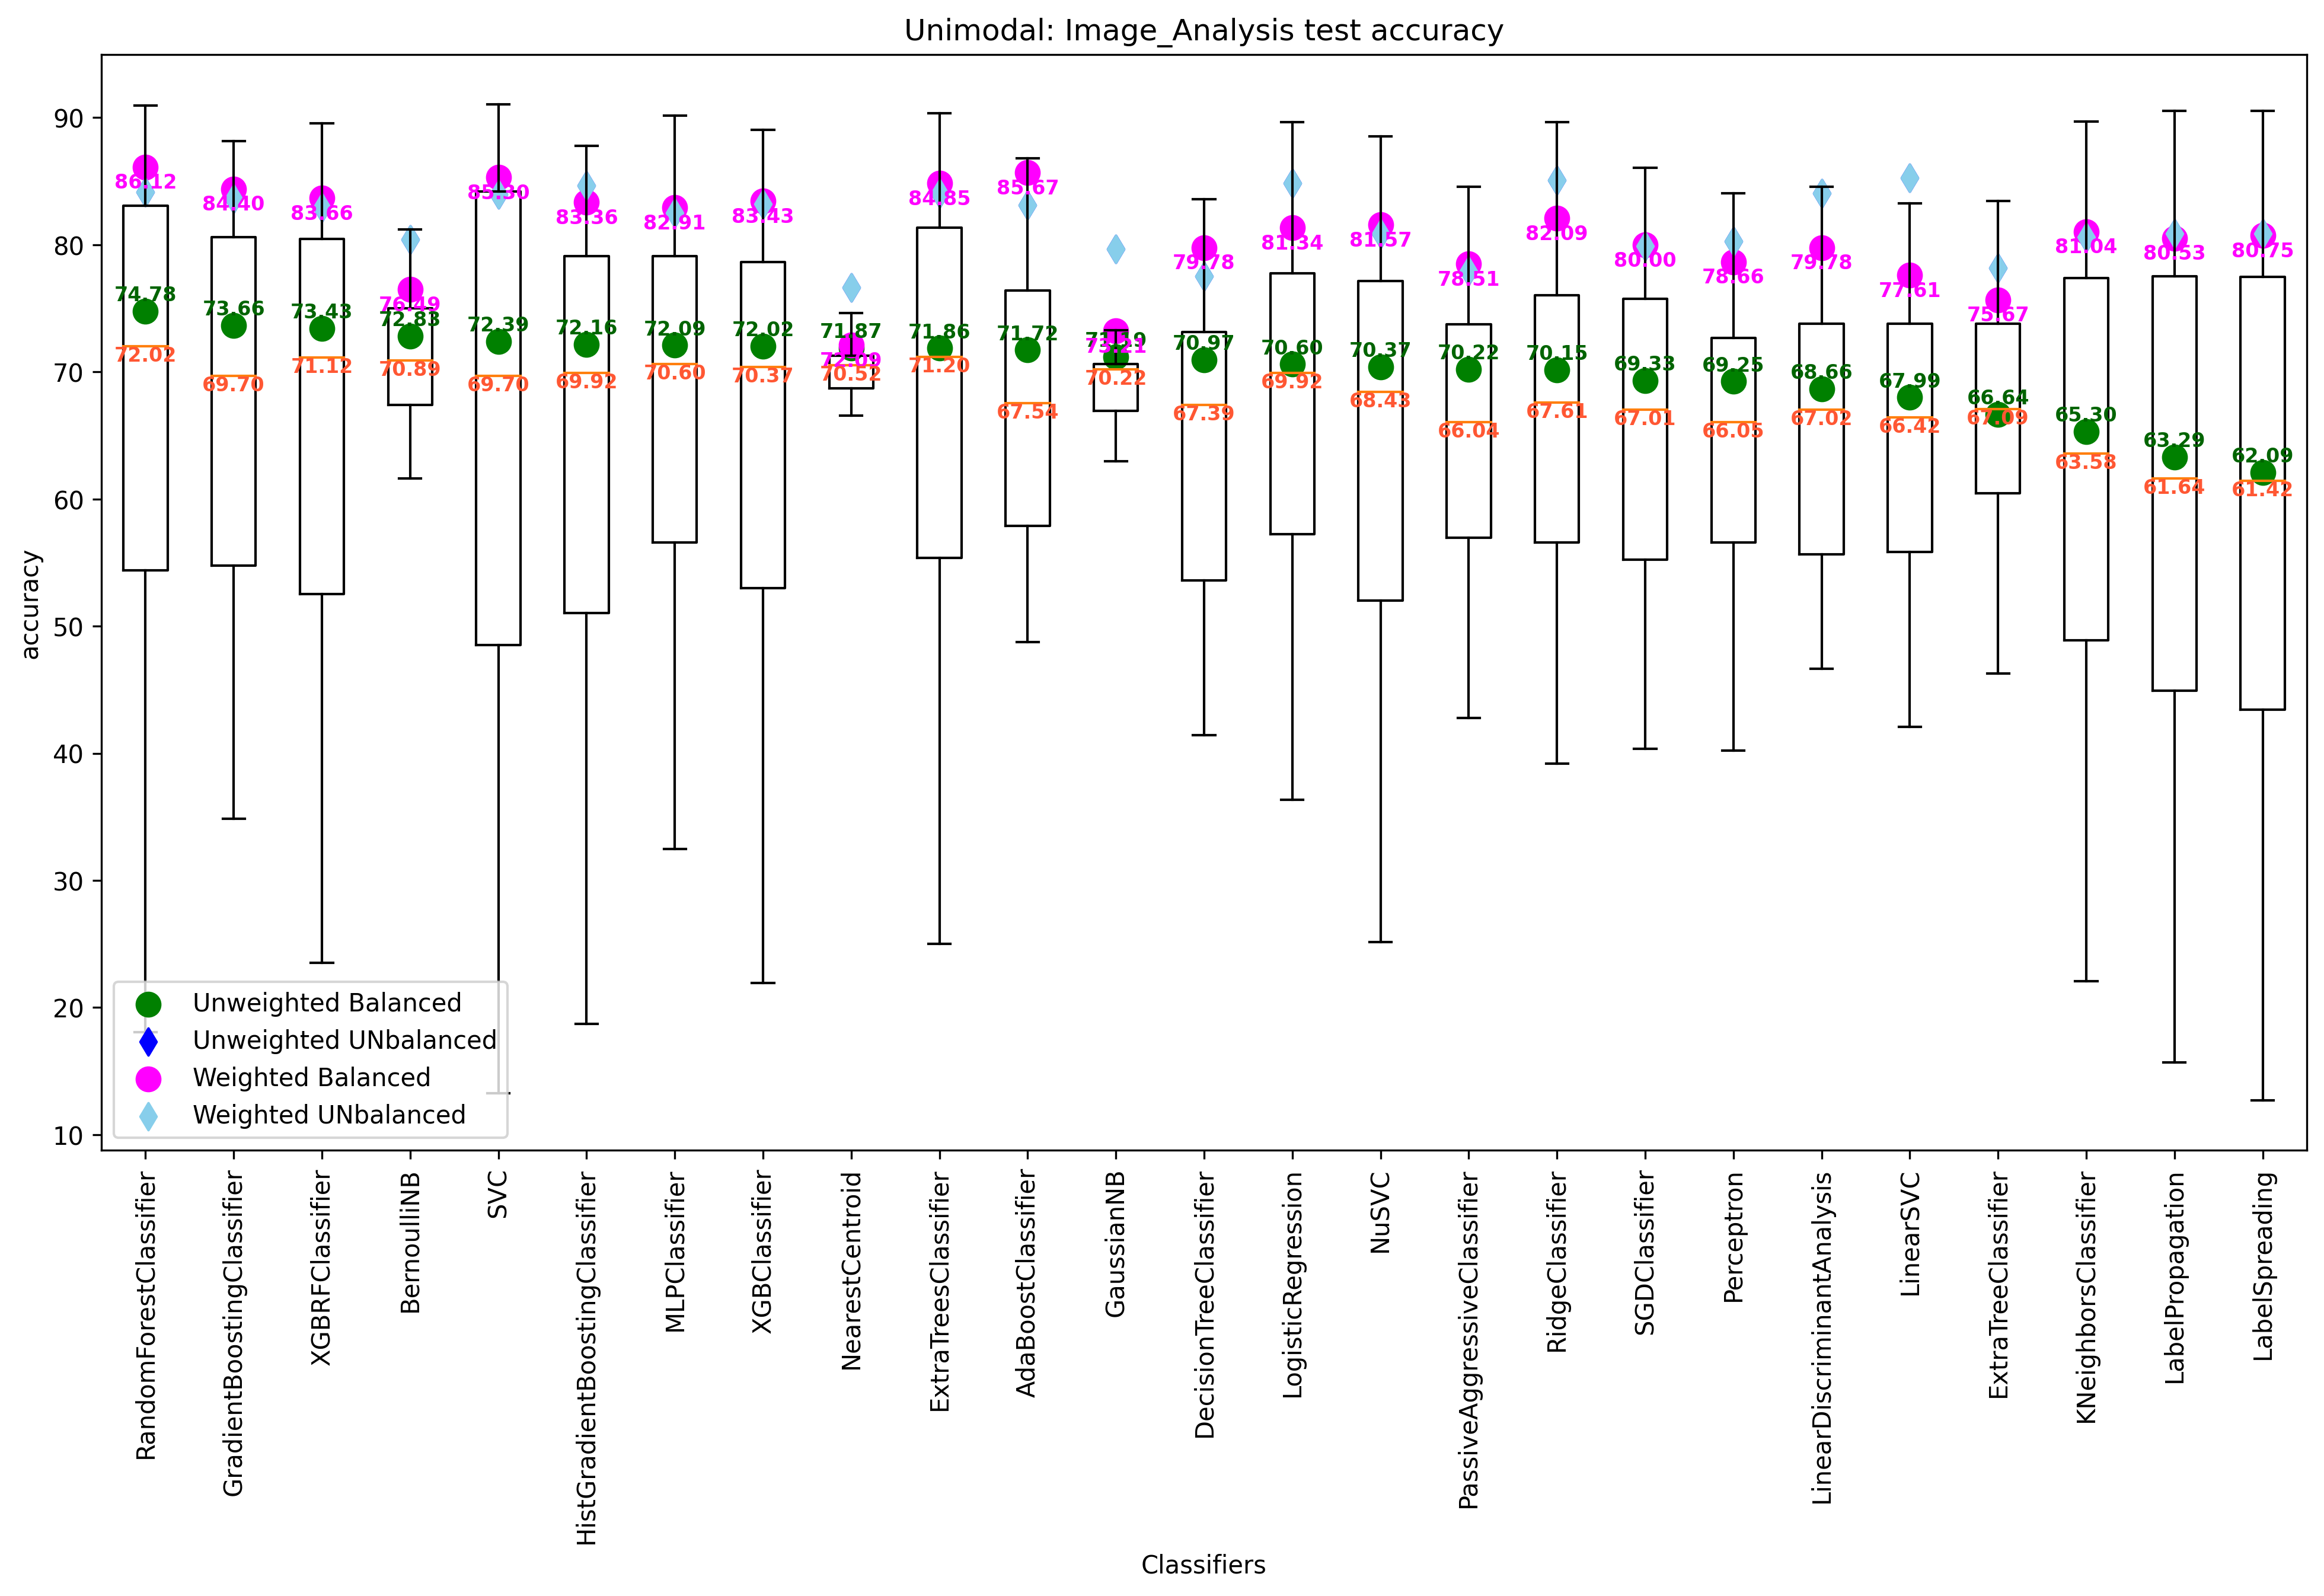 Unimodal: Image_Analysis test accuracy
accuracy
90
80
70
60
50
40
30
20
10
86.12
84.40
83.66
76.49
85.30
83.36
82.91
83.43
72.09
84.85
85.67
73.21
79.78
81.34
81.57
78.51
82.09
80.00
78.66
79.78
77.61
75.67
81.04
80.53
80.75
74.78
73.66
73.43
72.83
72.39
72.16
72.09
72.02
71.87
71.86
71.72
70.97
70.60
70.37
70.22
70.15
69.33
69.25
68.66
67.99
66.64
65.30
63.29
62.09
72.02
69.70
71.12
70.89
69.70
69.92
70.60
70.37
70.52
71.20
67.54
70.22
67.39
69.92
68.43
66.04
67.61
67.01
66.05
67.02
66.42
67.09
63.58
61.64
61.42
Unweighted Balanced
Unweighted UNbalanced
Weighted Balanced
Weighted UNbalanced
RandomForestClassifier
GradientBoostingClassifier
XGBRFClassifier
BernoulliNB
SVC
HistGradientBoostingClassifier
MLPClassifier
XGBClassifier
NearestCentroid
ExtraTreesClassifier
AdaBoostClassifier
GaussianNB
DecisionTreeClassifier
LogisticRegression
NuSVC
PassiveAggressiveClassifier
RidgeClassifier
SGDClassifier
Perceptron
LinearDiscriminantAnalysis
LinearSVC
ExtraTreeClassifier
KNeighborsClassifier
LabelPropagation
LabelSpreading
Classifiers